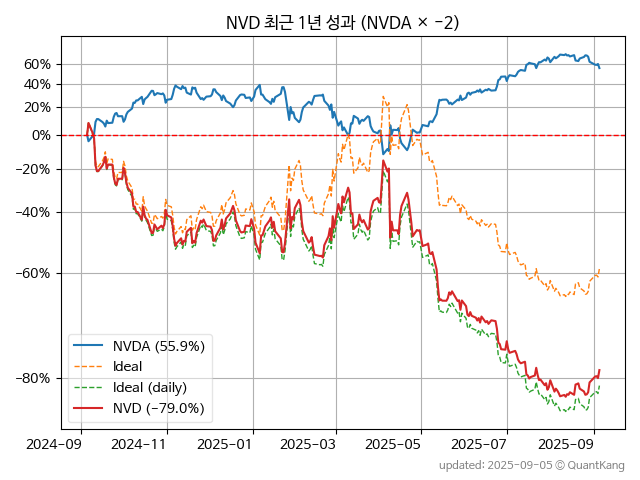 NVD 최근 1년 성과 (NVDA × −2)
60%
40%
20%
0%
−20%
−40%
−60%
−80%
NVDA (55.9%)
Ideal
Ideal (daily)
NVD (−79.0%)
2024−09
2024−11
2025−01
2025−03
2025−05
2025−07
2025−09
updated: 2025−09−05 © QuantKang